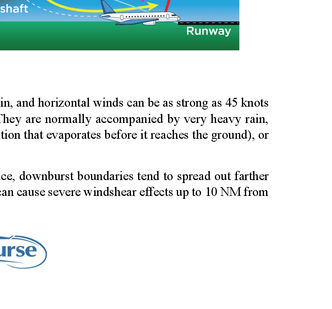 shaft
Runway
in, and horizontal winds can be as strong as 45 knots
They are normally accompanied by very heavy rain,
tion that evaporates before it reaches the ground), or
ce, downburst boundaries tend to spread out farther
can cause severe windshear effects up to 10 NM from
urse